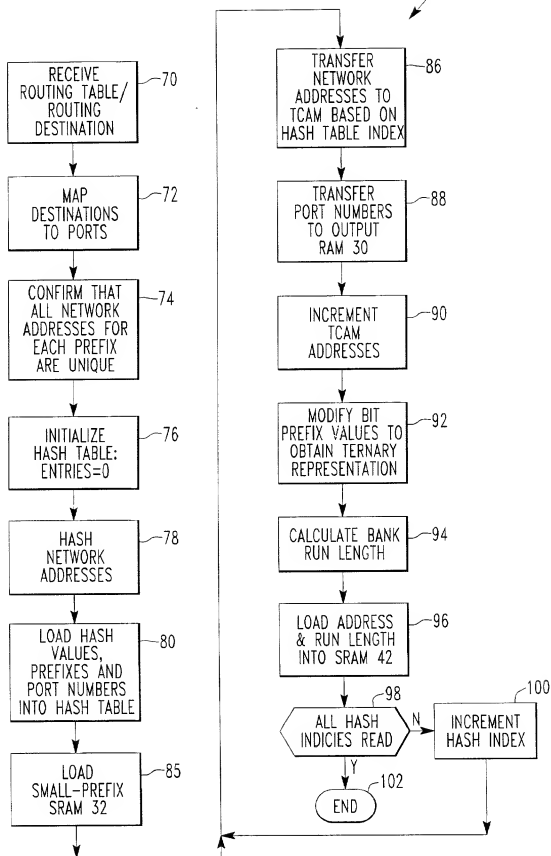 RECEIVE
ROUTING TABLE/
ROUTING
DESTINATION
70
MAP
DESTINATIONS
TO PORTS
72
CONFIRM THAT
ALL NETWORK
ADDRESSES FOR
EACH PREFIX
ARE UNIQUE
74
INITIALIZE
HASH TABLE:
ENTRIES=0
76
HASH
NETWORK
ADDRESSES
78
LOAD HASH
VALUES,
PREFIXES AND
PORT NUMBERS
INTO HASH TABLE
80
LOAD
SMALL-PREFIX
SRAM 32
85
TRANSFER
NETWORK
ADDRESSES TO
TCAM BASED ON
HASH TABLE INDEX
86
TRANSFER
PORT NUMBERS
TO OUTPUT
RAM 30
88
INCREMENT
TCAM
ADDRESSES
90
MODIFY BIT
PREFIX VALUES TO
OBTAIN TERNARY
REPRESENTATION
92
CALCULATE BANK
RUN LENGTH
94
LOAD ADDRESS
& RUN LENGTH
INTO SRAM 42
96
ALL HASH
INDICIES READ
98
N
INCREMENT
HASH INDEX
100
Y
END
102